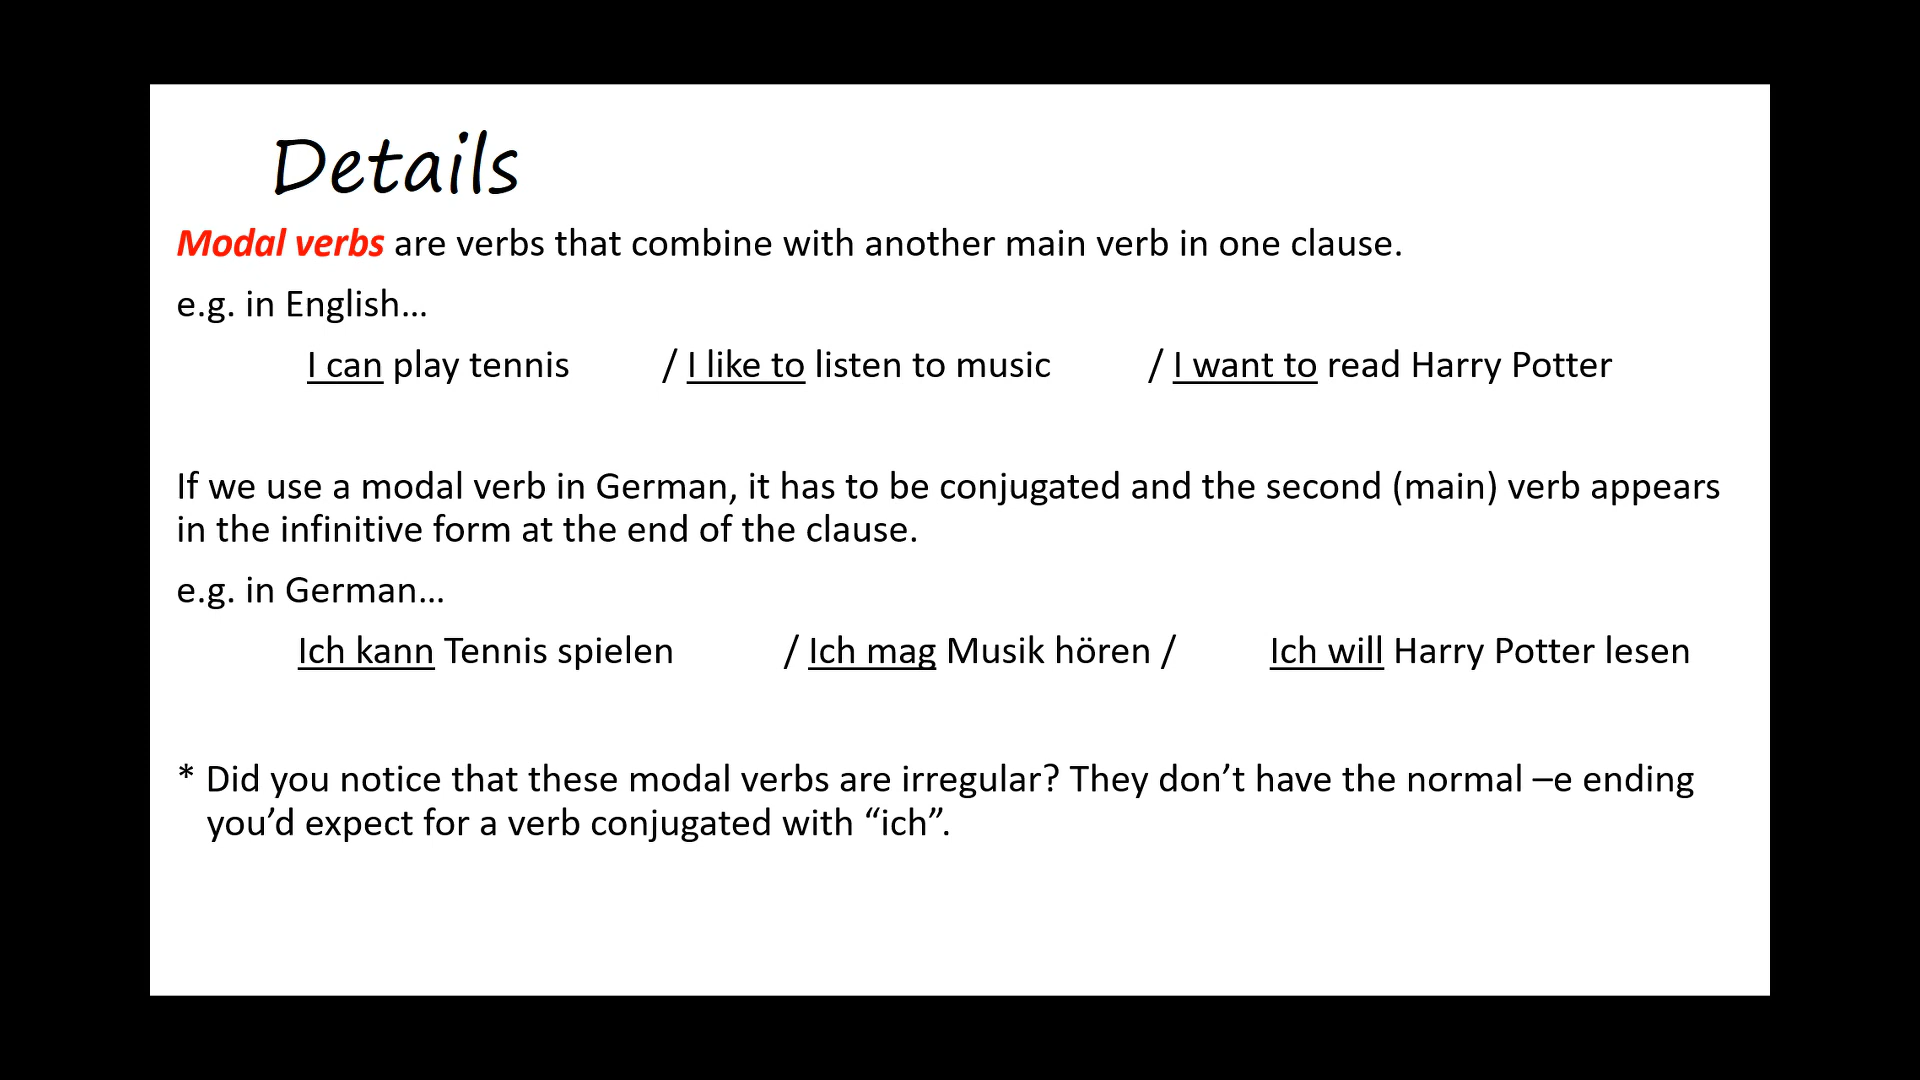 Details
Modal verbs are verbs that combine with another main verb in one clause.
e.g. in English…
I can play tennis / I like to listen to music / I want to read Harry Potter
If we use a modal verb in German, it has to be conjugated and the second (main) verb appears
in the infinitive form at the end of the clause.
e.g. in German…
Ich kann Tennis spielen / Ich mag Musik hören / Ich will Harry Potter lesen
* Did you notice that these modal verbs are irregular? They don’t have the normal –e ending
you’d expect for a verb conjugated with “ich”.